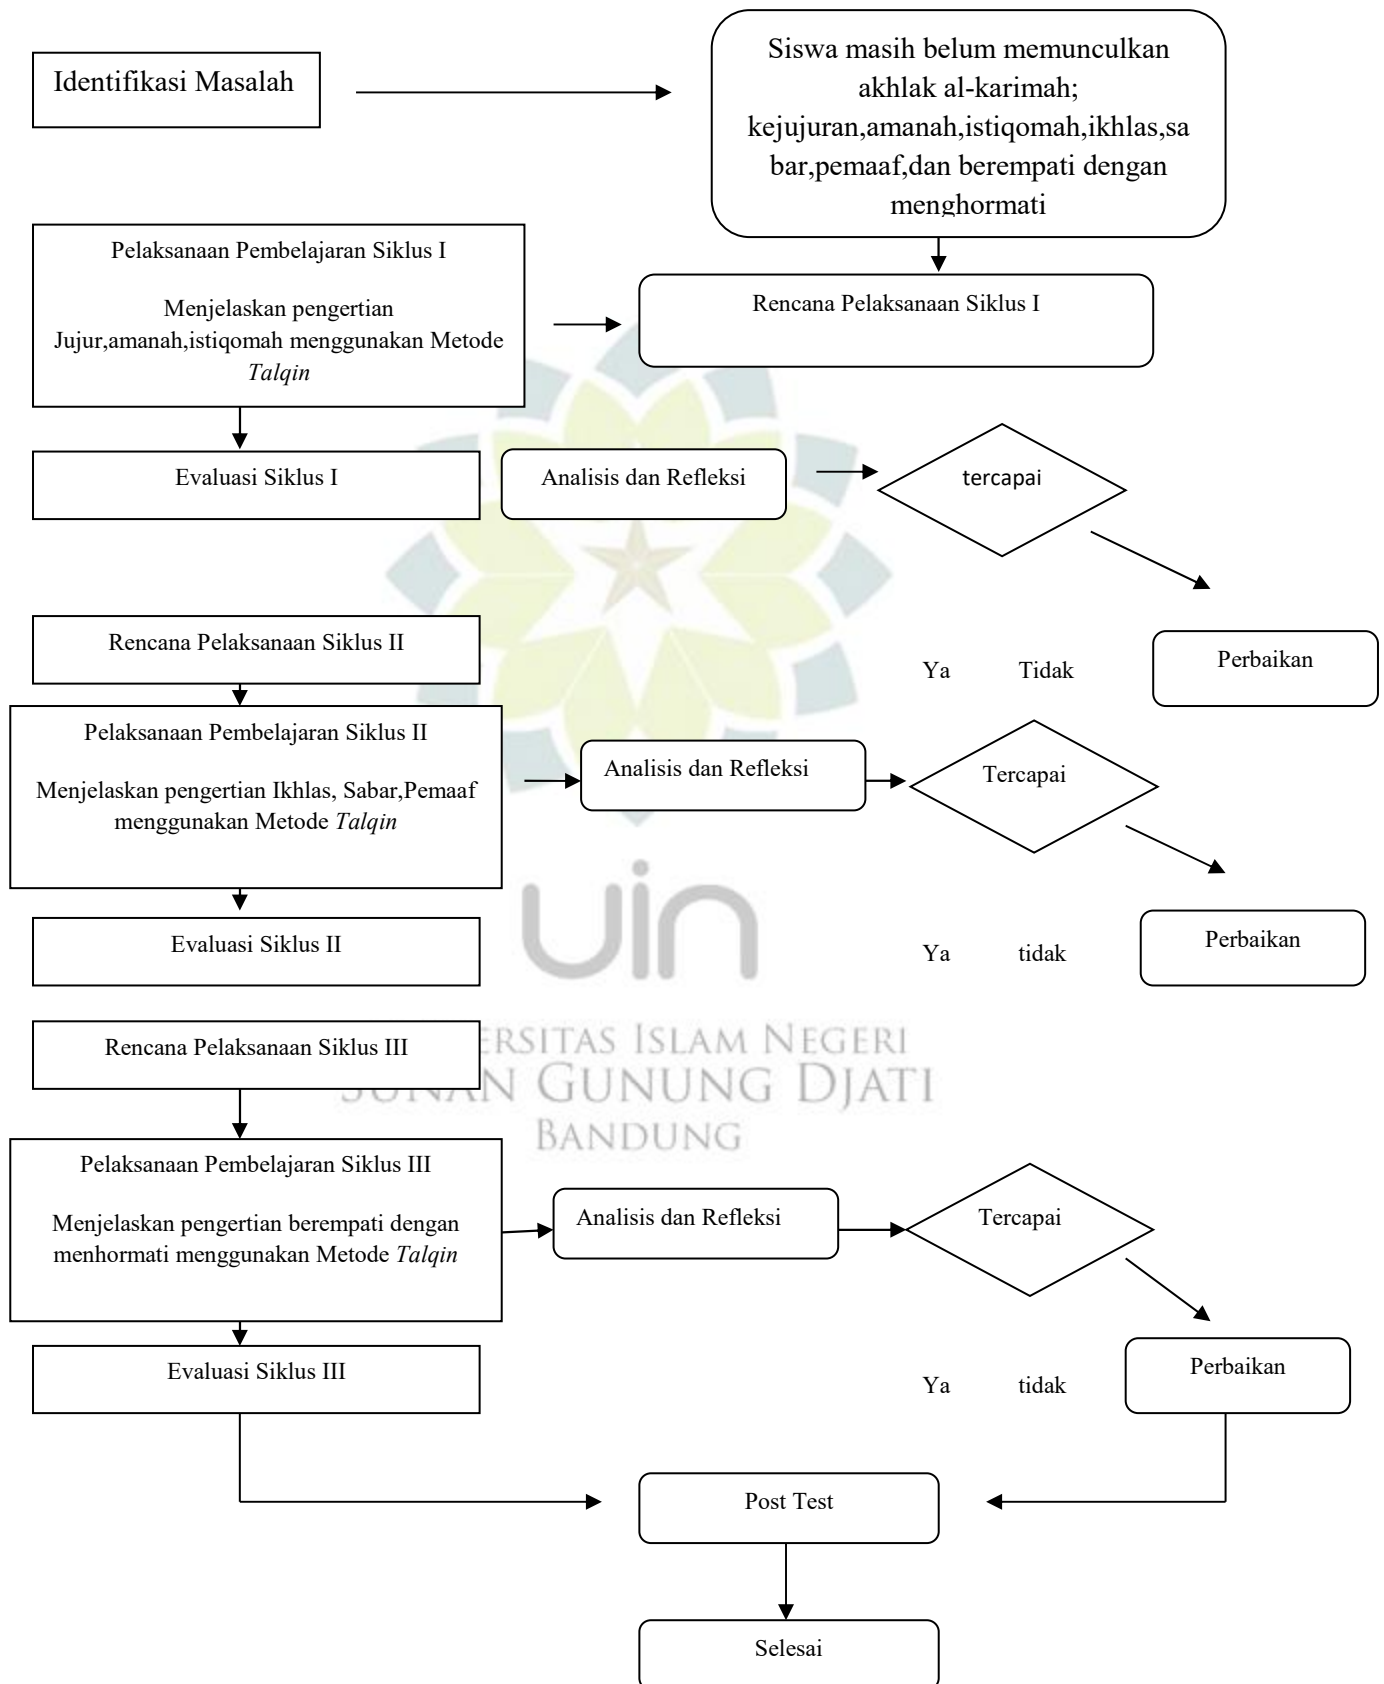 Identifikasi Masalah
Siswa masih belum memunculkan
akhlak al-karimah;
kejujuran,amanah,istiqomah,ikhlas,sa
bar,pemaaf,dan berempati dengan
menghormati
Pelaksanaan Pembelajaran Siklus I
Menjelaskan pengertian
Jujur,amanah,istiqomah menggunakan Metode
Talqin
Rencana Pelaksanaan Siklus I
Evaluasi Siklus I
Analisis dan Refleksi
tercapai
Rencana Pelaksanaan Siklus II
Ya
Tidak
Perbaikan
Pelaksanaan Pembelajaran Siklus II
Menjelaskan pengertian Ikhlas, Sabar,Pemaaf
menggunakan Metode Talqin
Analisis dan Refleksi
Tercapai
uin
Evaluasi Siklus II
Ya
tidak
Perbaikan
Rencana Pelaksanaan Siklus III
ERSITAS ISLAM NEGERI
SUNAN GUNUNG DJATI
BANDUNG
Pelaksanaan Pembelajaran Siklus III
Menjelaskan pengertian berempati dengan
menhormati menggunakan Metode Talqin
Analisis dan Refleksi
Tercapai
Evaluasi Siklus III
Ya
tidak
Perbaikan
Post Test
Selesai